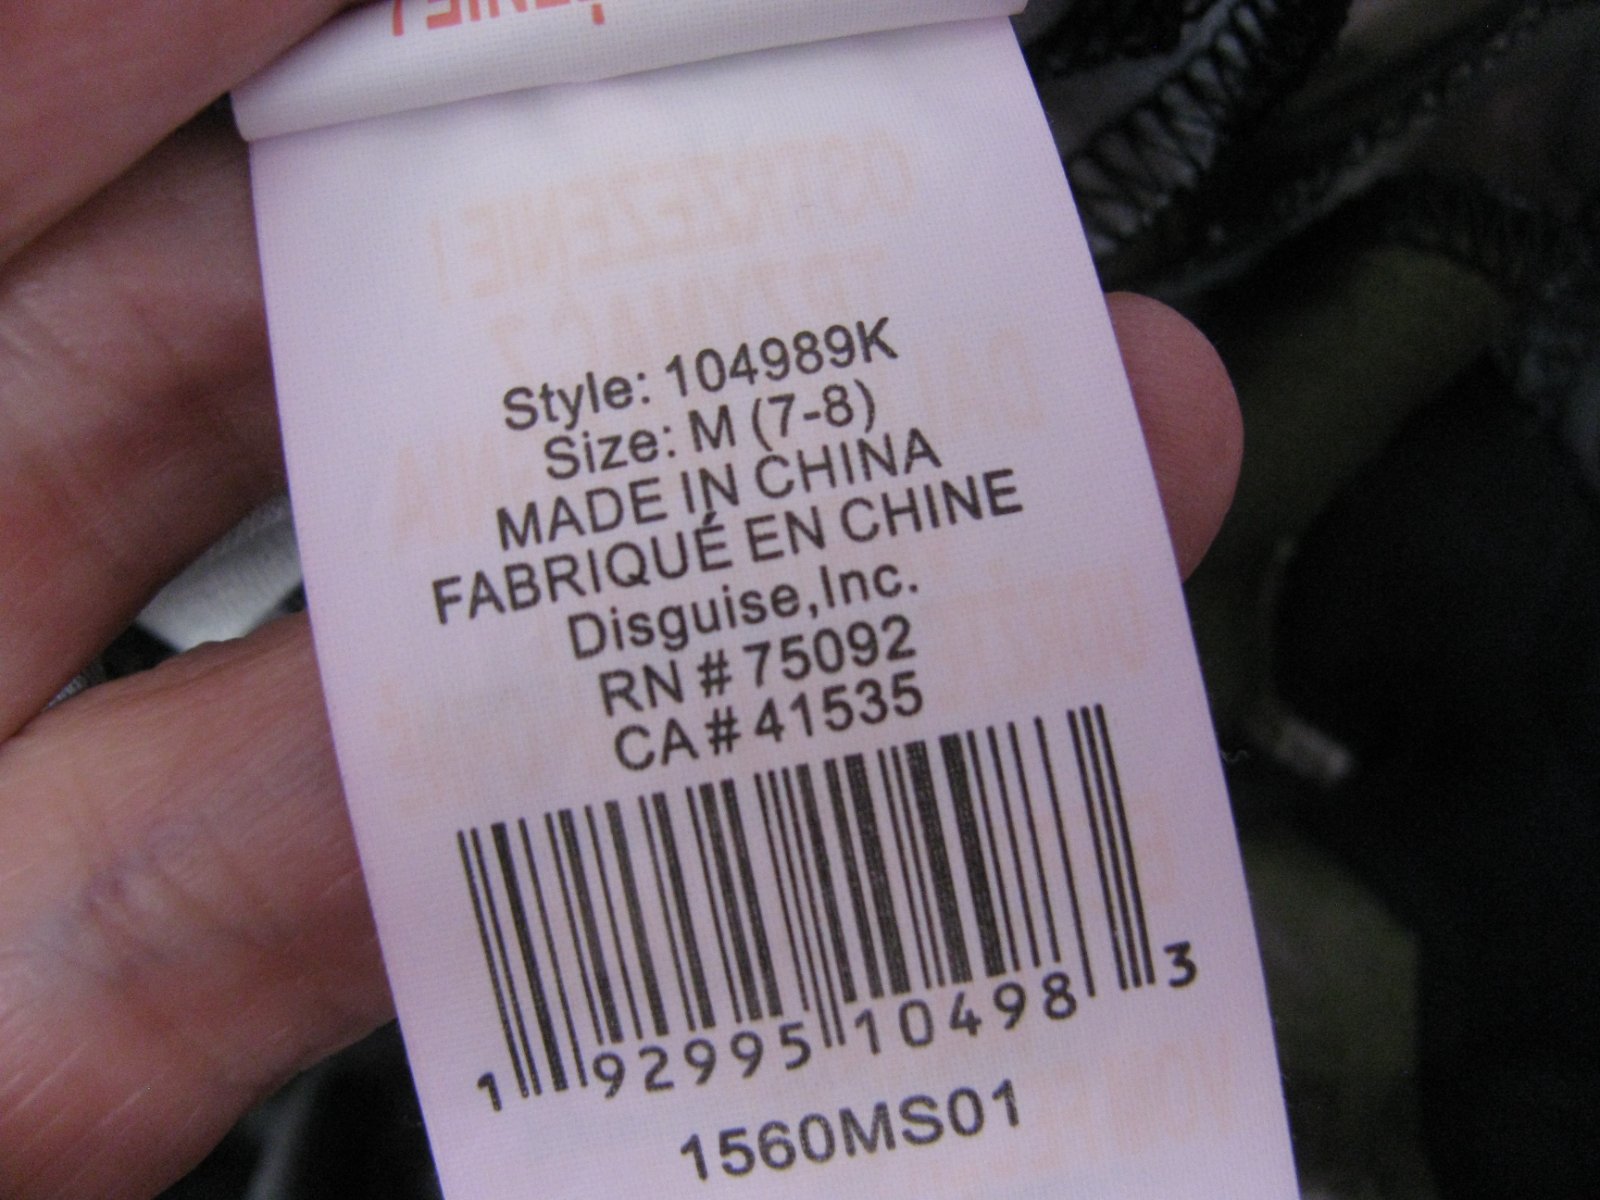 Style: 104989K
Size: M (7-8)
MADE IN CHINA
FABRIQUÉ EN CHINE
Disguise,Inc.
RN # 75092
CA # 41535
1 92995 10498 3
1560MS01